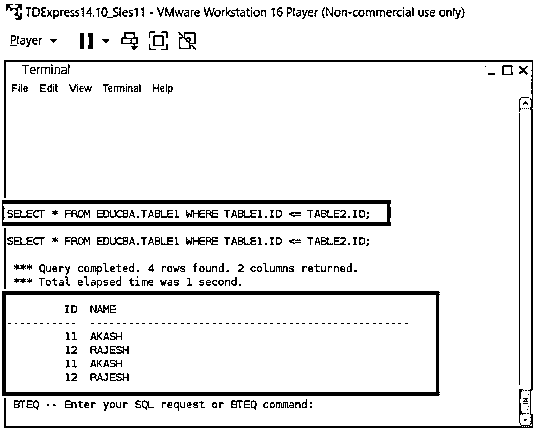 TDExpress14.10_Sles11 - VMware Workstation 16 Player (Non-commercial use only)
Player
Terminal
File Edit View Terminal Help
SELECT * FROM EDUCBA.TABLE1 WHERE TABLE1.ID <= TABLE2.ID;
SELECT * FROM EDUCBA.TABLE1 WHERE TABLE1.ID <= TABLE2.ID;
*** Query completed. 4 rows found. 2 columns returned.
*** Total elapsed time was 1 second.
ID NAME
----------- --------------------------------------------------
11 AKASH
12 RAJESH
11 AKASH
12 RAJESH
BTEQ -- Enter your SQL request or BTEQ command: